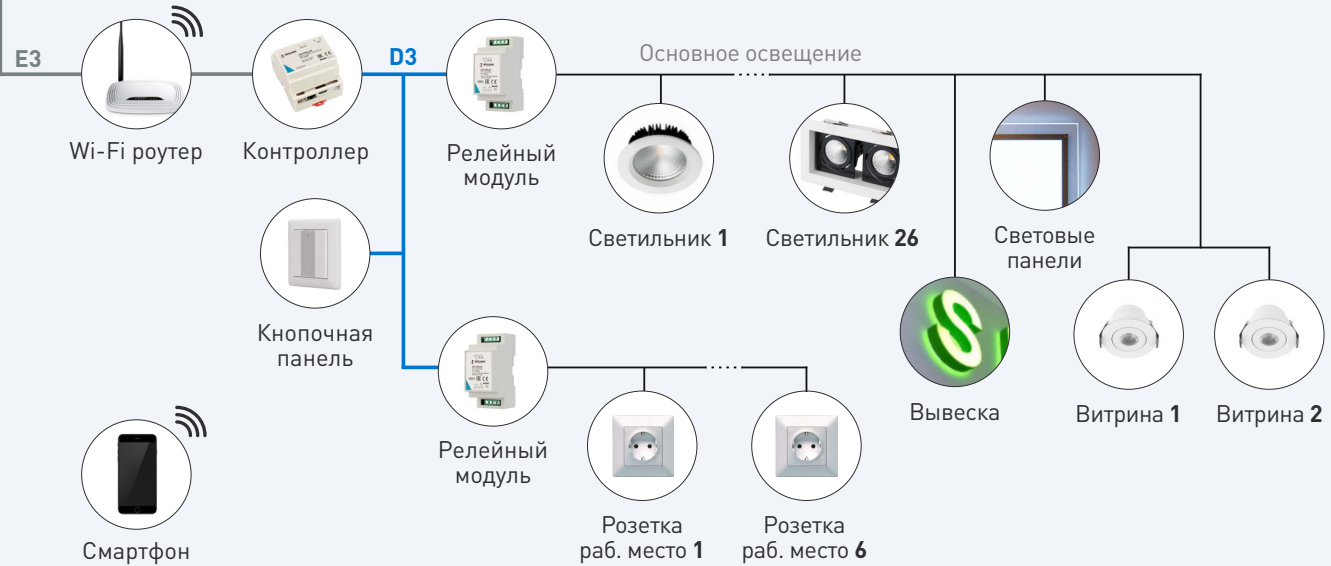 E3
D3
Основное освещение
Wi-Fi роутер
Контроллер
Релейный
модуль
Светильник 1
Светильник 26
Световые
панели
Кнопочная
панель
Вывеска
Витрина 1
Витрина 2
Релейный
модуль
Розетка
раб. место 1
Розетка
раб. место 6
Смартфон